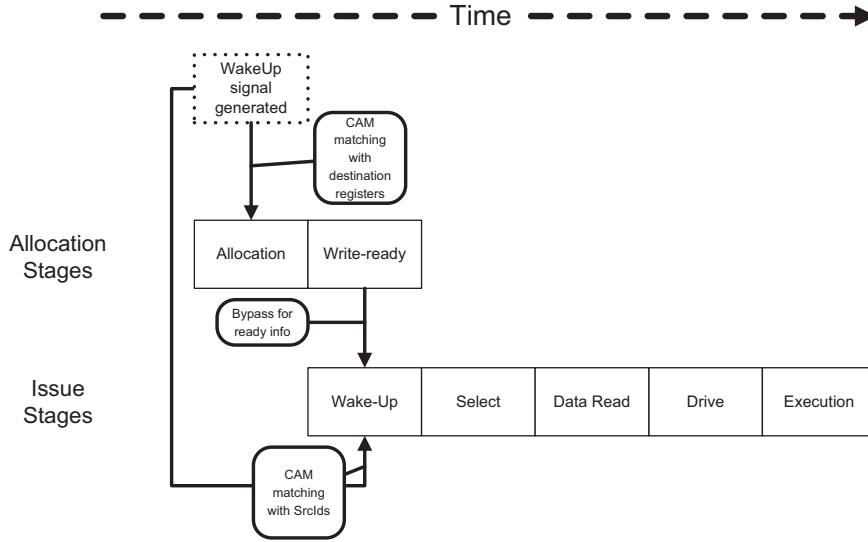 Time
WakeUp
signal
generated
CAM
matching
with
destination
registers
Allocation
Stages
Allocation
Write-ready
Bypass for
ready info
Issue
Stages
Wake-Up
Select
Data Read
Drive
Execution
CAM
matching
with SrcIds